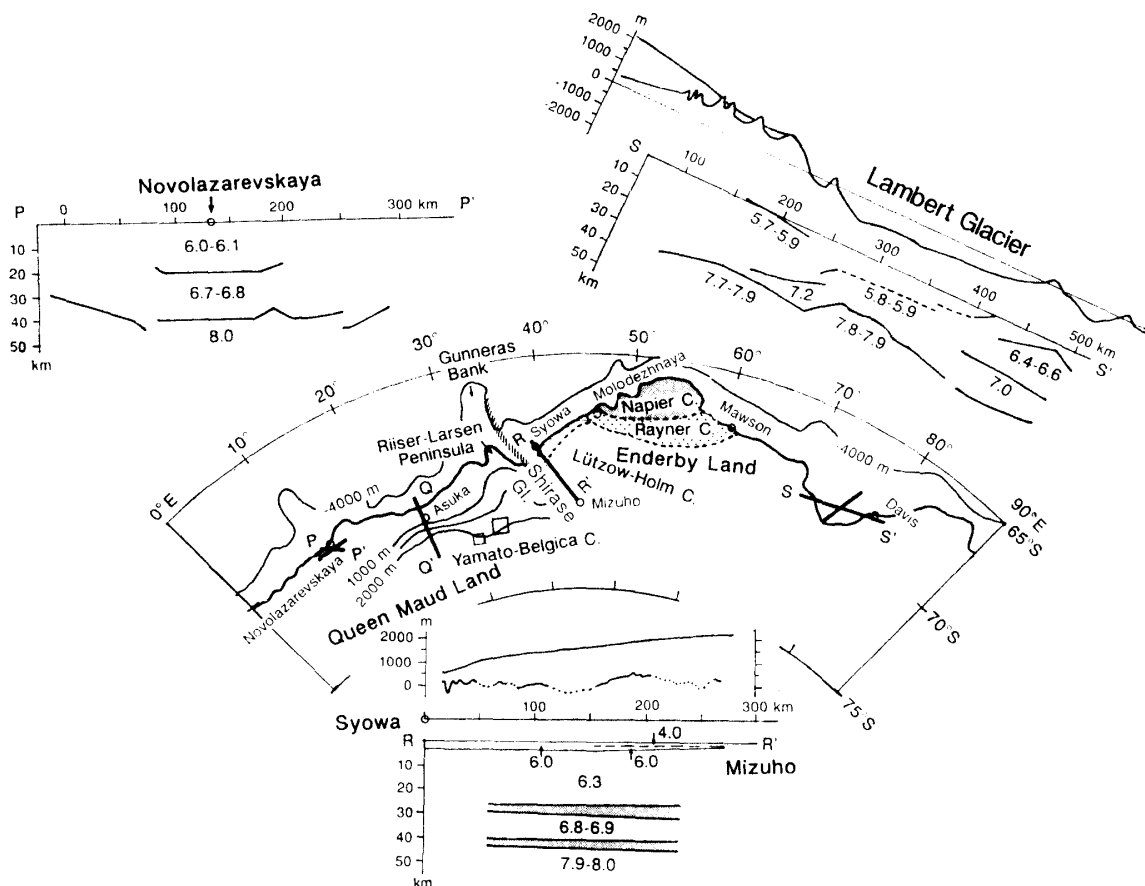 m
2000
1000
0
-1000
-2000
S
10
20
30
40
50
km
100
200
300
400
500 km
S'
Lambert Glacier
5.7-5.9
7.7-7.9
7.2
5.8-5.9
7.8-7.9
6.4-6.6
7.0
Novolazarevskaya
P
0
100
200
300 km
P'
10
20
30
40
50
km
6.0-6.1
6.7-6.8
8.0
0°E
10°
20°
30°
40°
50°
60°
70°
80°
90°E
65°S
70°S
75°S
Gunneras
Bank
Riiser-Larsen
Peninsula
R
Syowa
Molodezhnaya
Napier C.
Rayner C.
Mawson
Enderby Land
Lützow-Holm C.
4000 m
4000 m
Shirase
Gl.
R'
Mizuho
Q
Asuka
Q'
P
P'
Novolazarevskaya
1000 m
2000 m
Yamato-Belgica C.
Queen Maud Land
S
S'
Davis
m
2000
1000
0
100
200
300 km
Syowa
R
R'
Mizuho
4.0
6.0
6.0
10
20
30
40
50
km
6.3
6.8-6.9
7.9-8.0